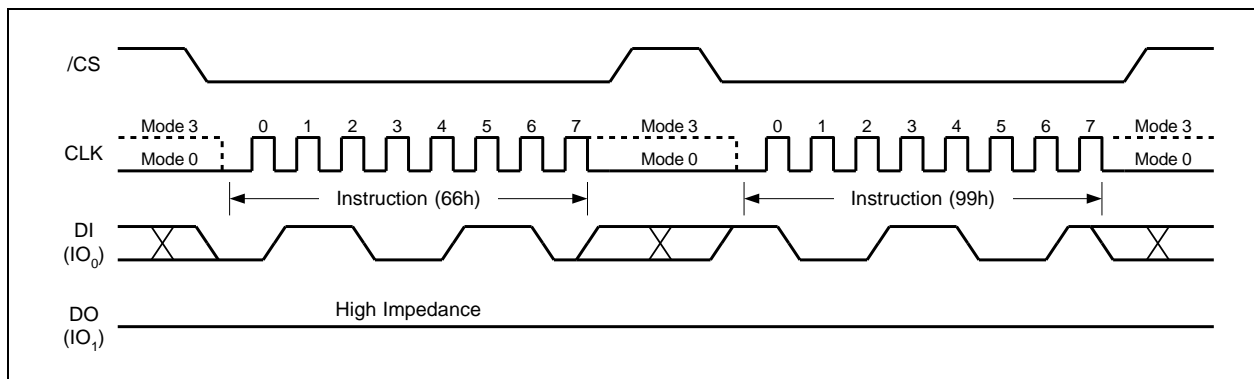 /CS
Mode 3 0 1 2 3 4 5 6 7 Mode 3 0 1 2 3 4 5 6 7 Mode 3
CLK
Mode 0 Mode 0 Mode 0
Instruction (66h) Instruction (99h)
DI
(IO₀)
High Impedance
DO
(IO₁)